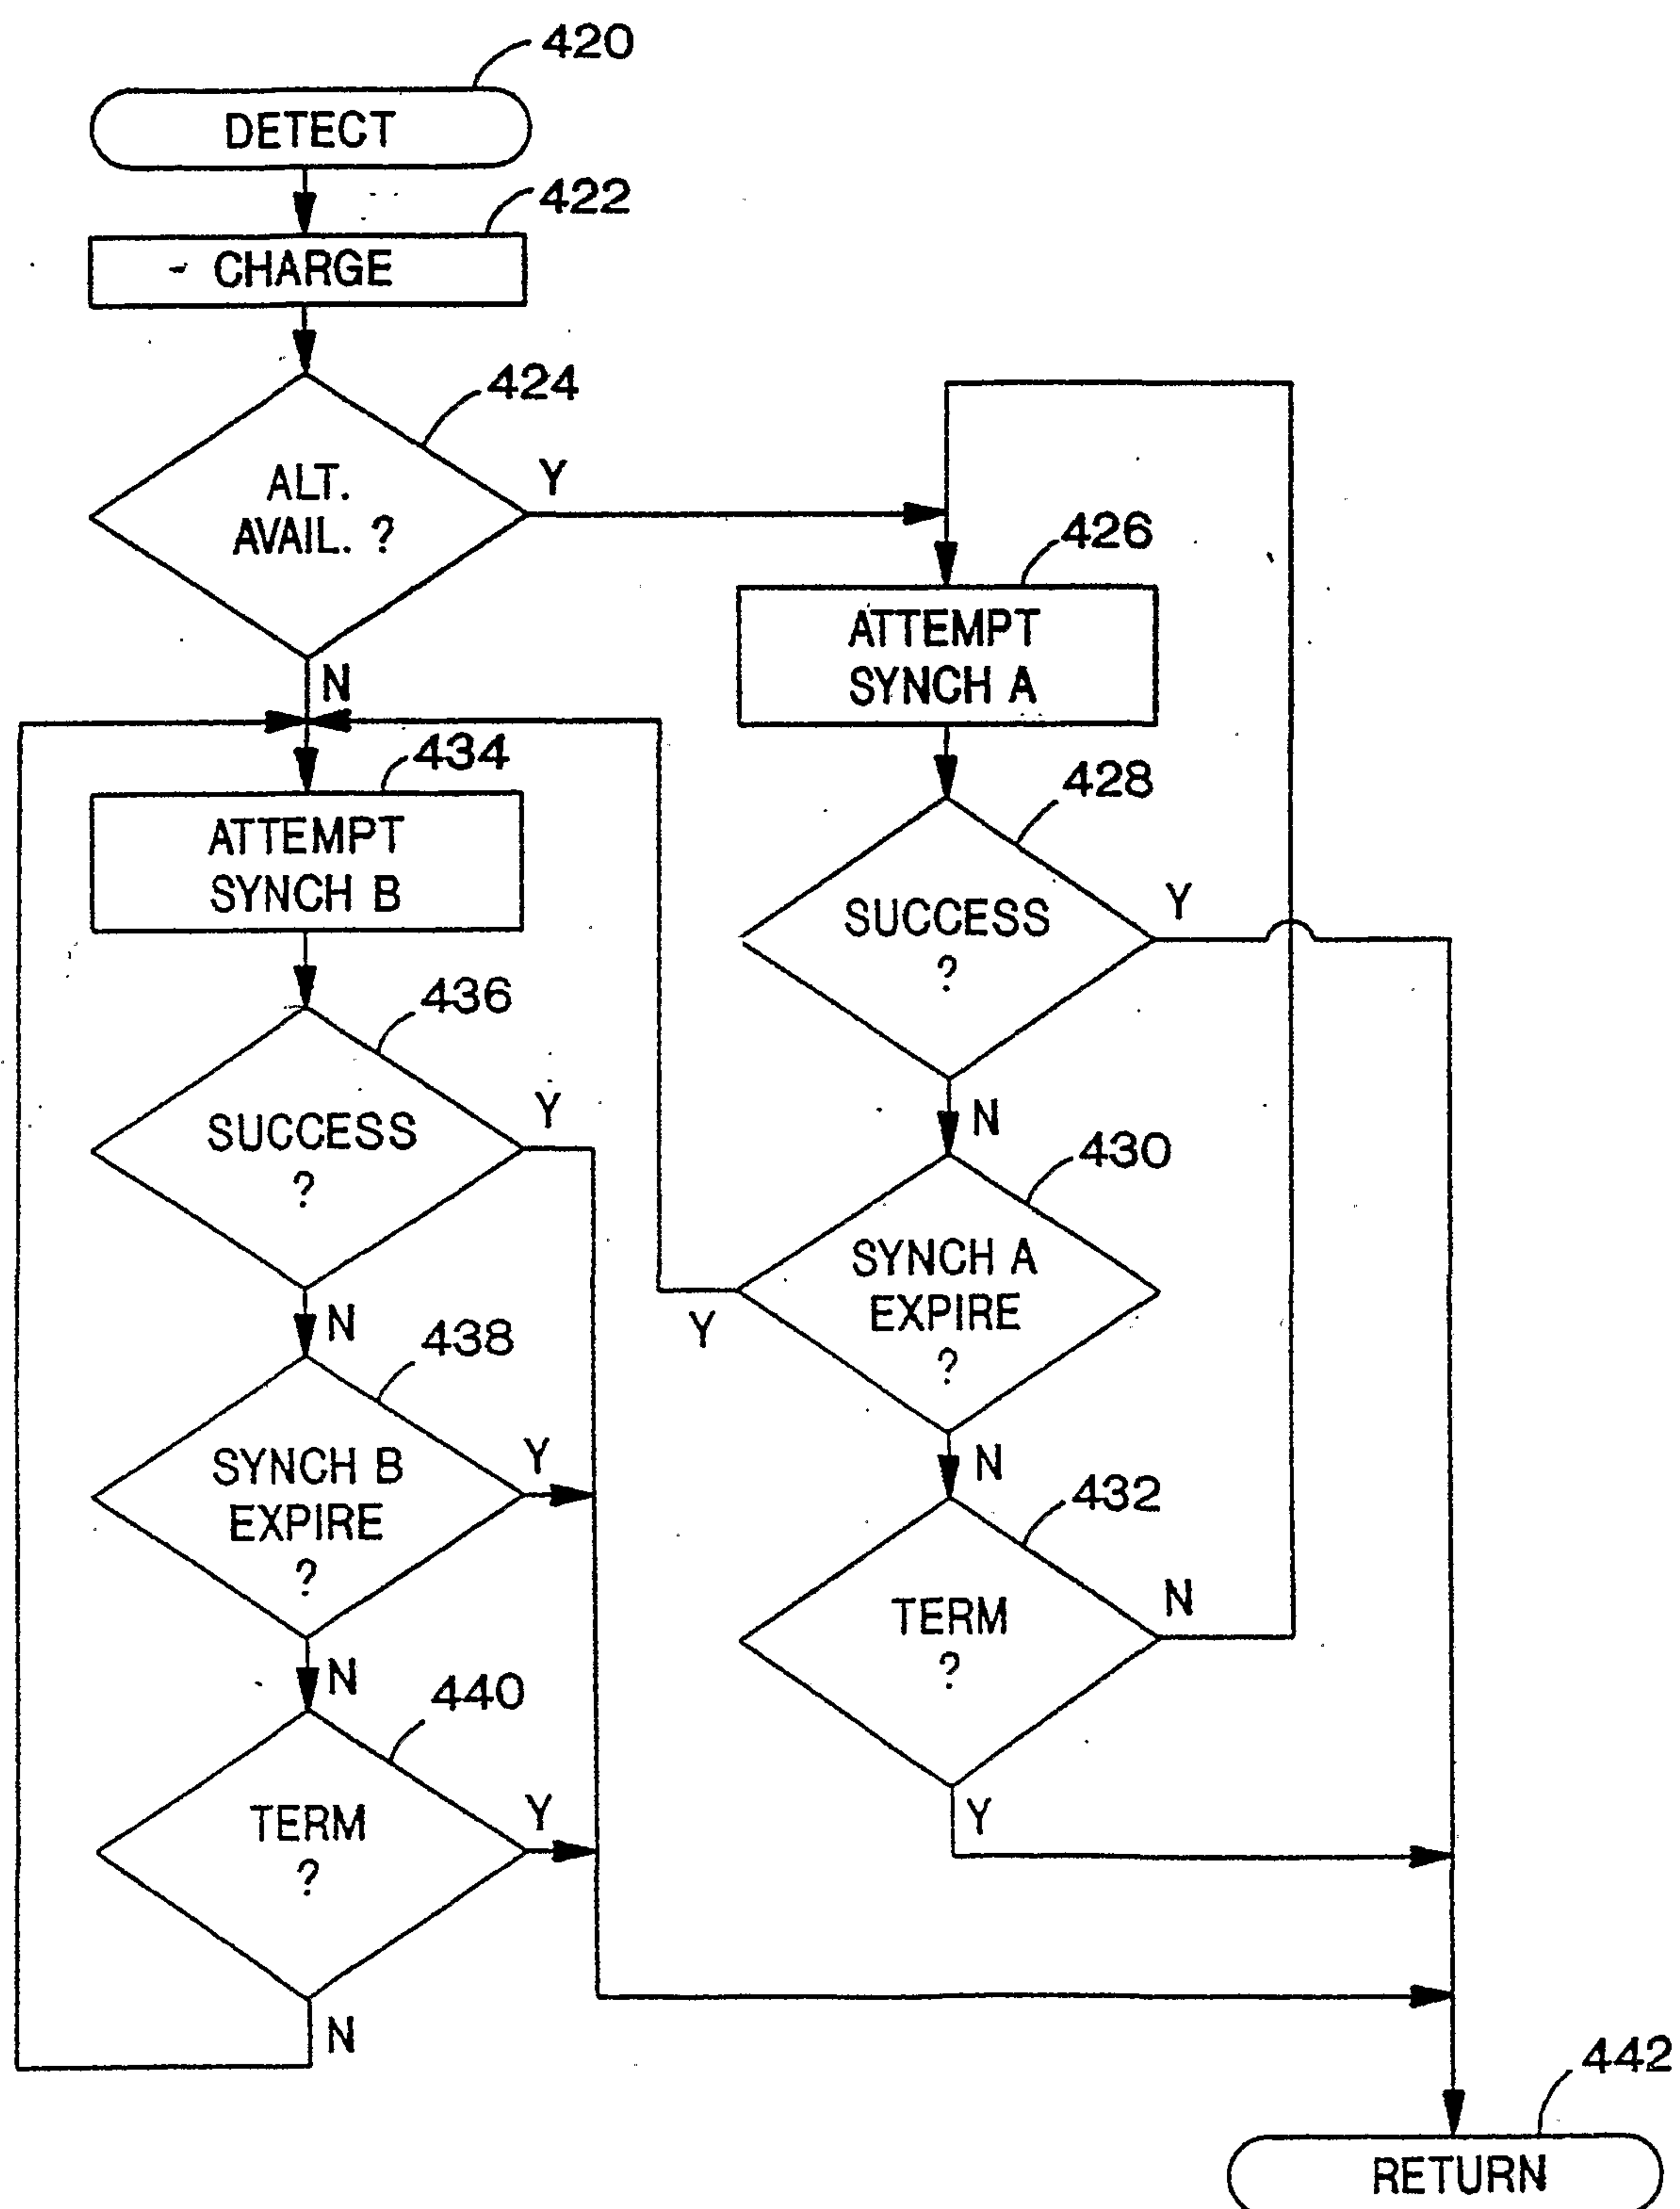 420
DETECT
422
- CHARGE
424
ALT.
AVAIL. ?
Y
N
426
ATTEMPT
SYNCH A
428
SUCCESS
?
Y
N
430
SYNCH A
EXPIRE
?
Y
N
432
TERM
?
N
Y
434
ATTEMPT
SYNCH B
436
SUCCESS
?
Y
N
438
SYNCH B
EXPIRE
?
Y
N
440
TERM
?
Y
N
442
RETURN